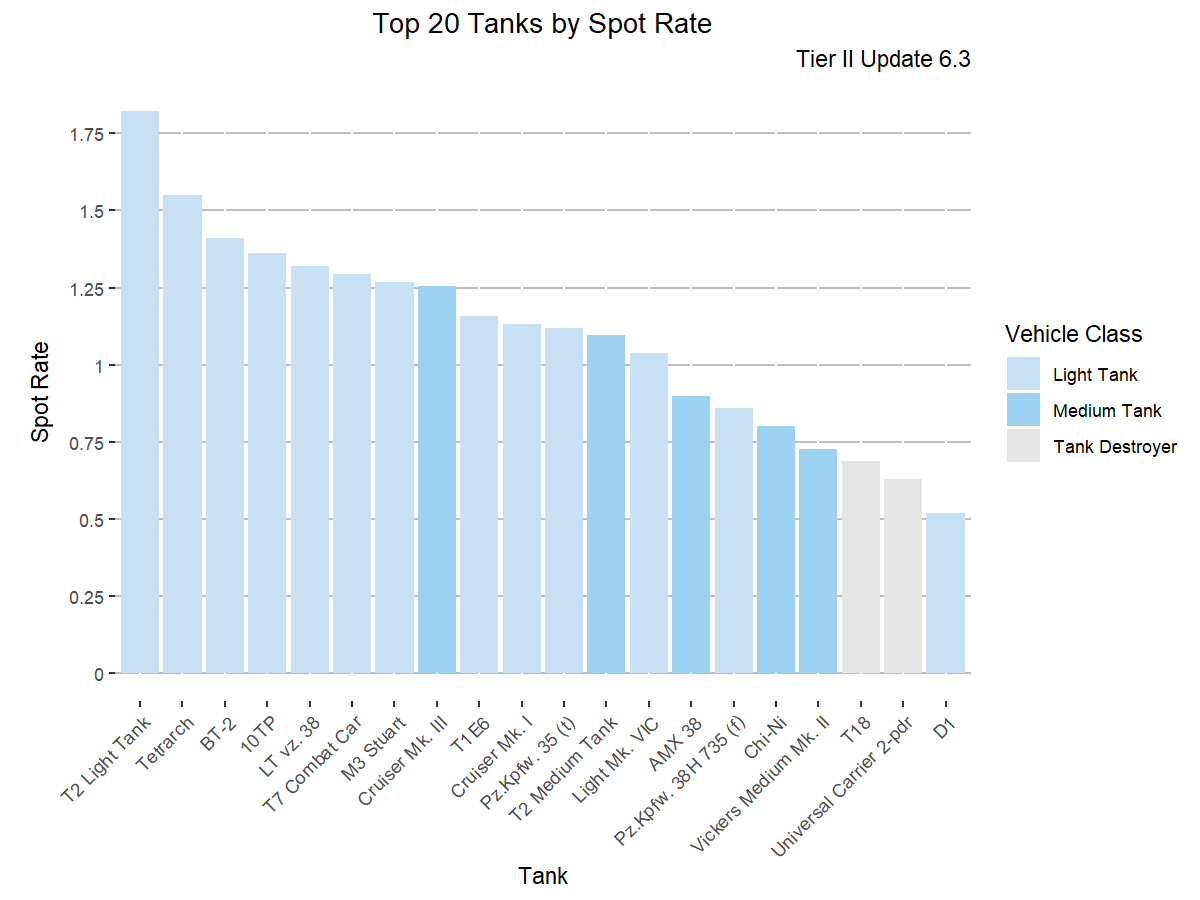 Top 20 Tanks by Spot Rate
Tier II Update 6.3
1.75
1.5
1.25
1
0.75
0.5
0.25
0
Spot Rate
T2 Light Tank
Tetrarch
BT-2
10TP
LT vz. 38
T7 Combat Car
M3 Stuart
Cruiser Mk. III
T1E6
Cruiser Mk. I
Pz.Kpfw. 35 (t)
T2 Medium Tank
Light Mk. VIC
AMX 38
Pz.Kpfw. 38H 735 (f)
Chi-Ni
Vickers Medium Mk. II
T18
Universal Carrier 2-pdr
D1
Tank
Vehicle Class
Light Tank
Medium Tank
Tank Destroyer